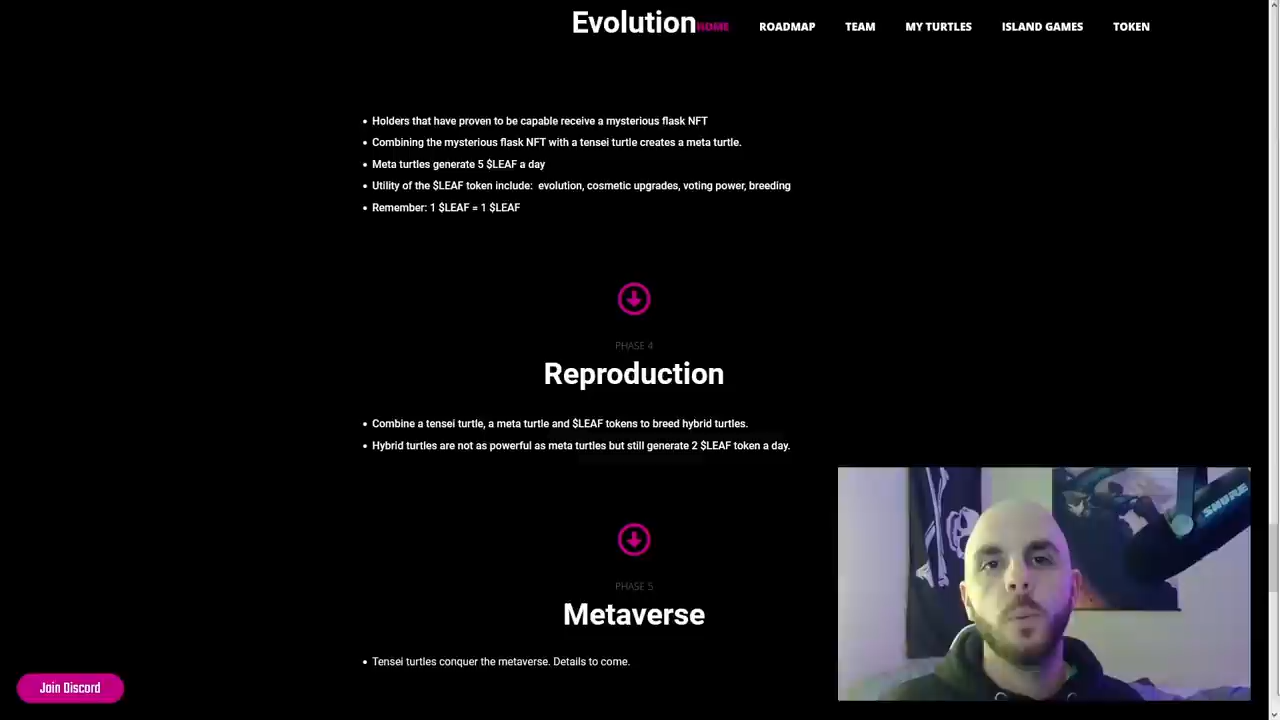 Evolution
HOME
ROADMAP
TEAM
MY TURTLES
ISLAND GAMES
TOKEN
Holders that have proven to be capable receive a mysterious flask NFT
Combining the mysterious flask NFT with a tensei turtle creates a meta turtle.
Meta turtles generate 5 $LEAF a day
Utility of the $LEAF token include:  evolution, cosmetic upgrades, voting power, breeding
Remember: 1 $LEAF = 1 $LEAF
PHASE 4
Reproduction
Combine a tensei turtle, a meta turtle and $LEAF tokens to breed hybrid turtles.
Hybrid turtles are not as powerful as meta turtles but still generate 2 $LEAF token a day.
SHURE
PHASE 5
Metaverse
Tensei turtles conquer the metaverse. Details to come.
Join Discord